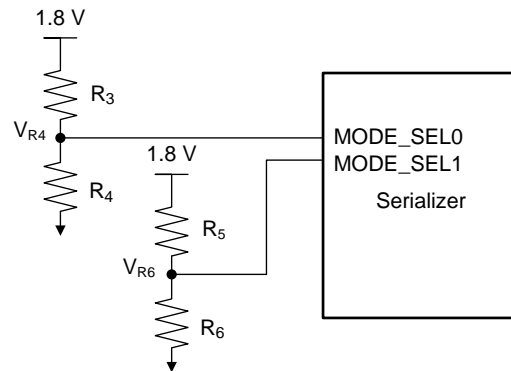 1.8 V
R3
VR4
MODE_SEL0
1.8 V
MODE_SEL1
R4
Serializer
R5
VR6
R6